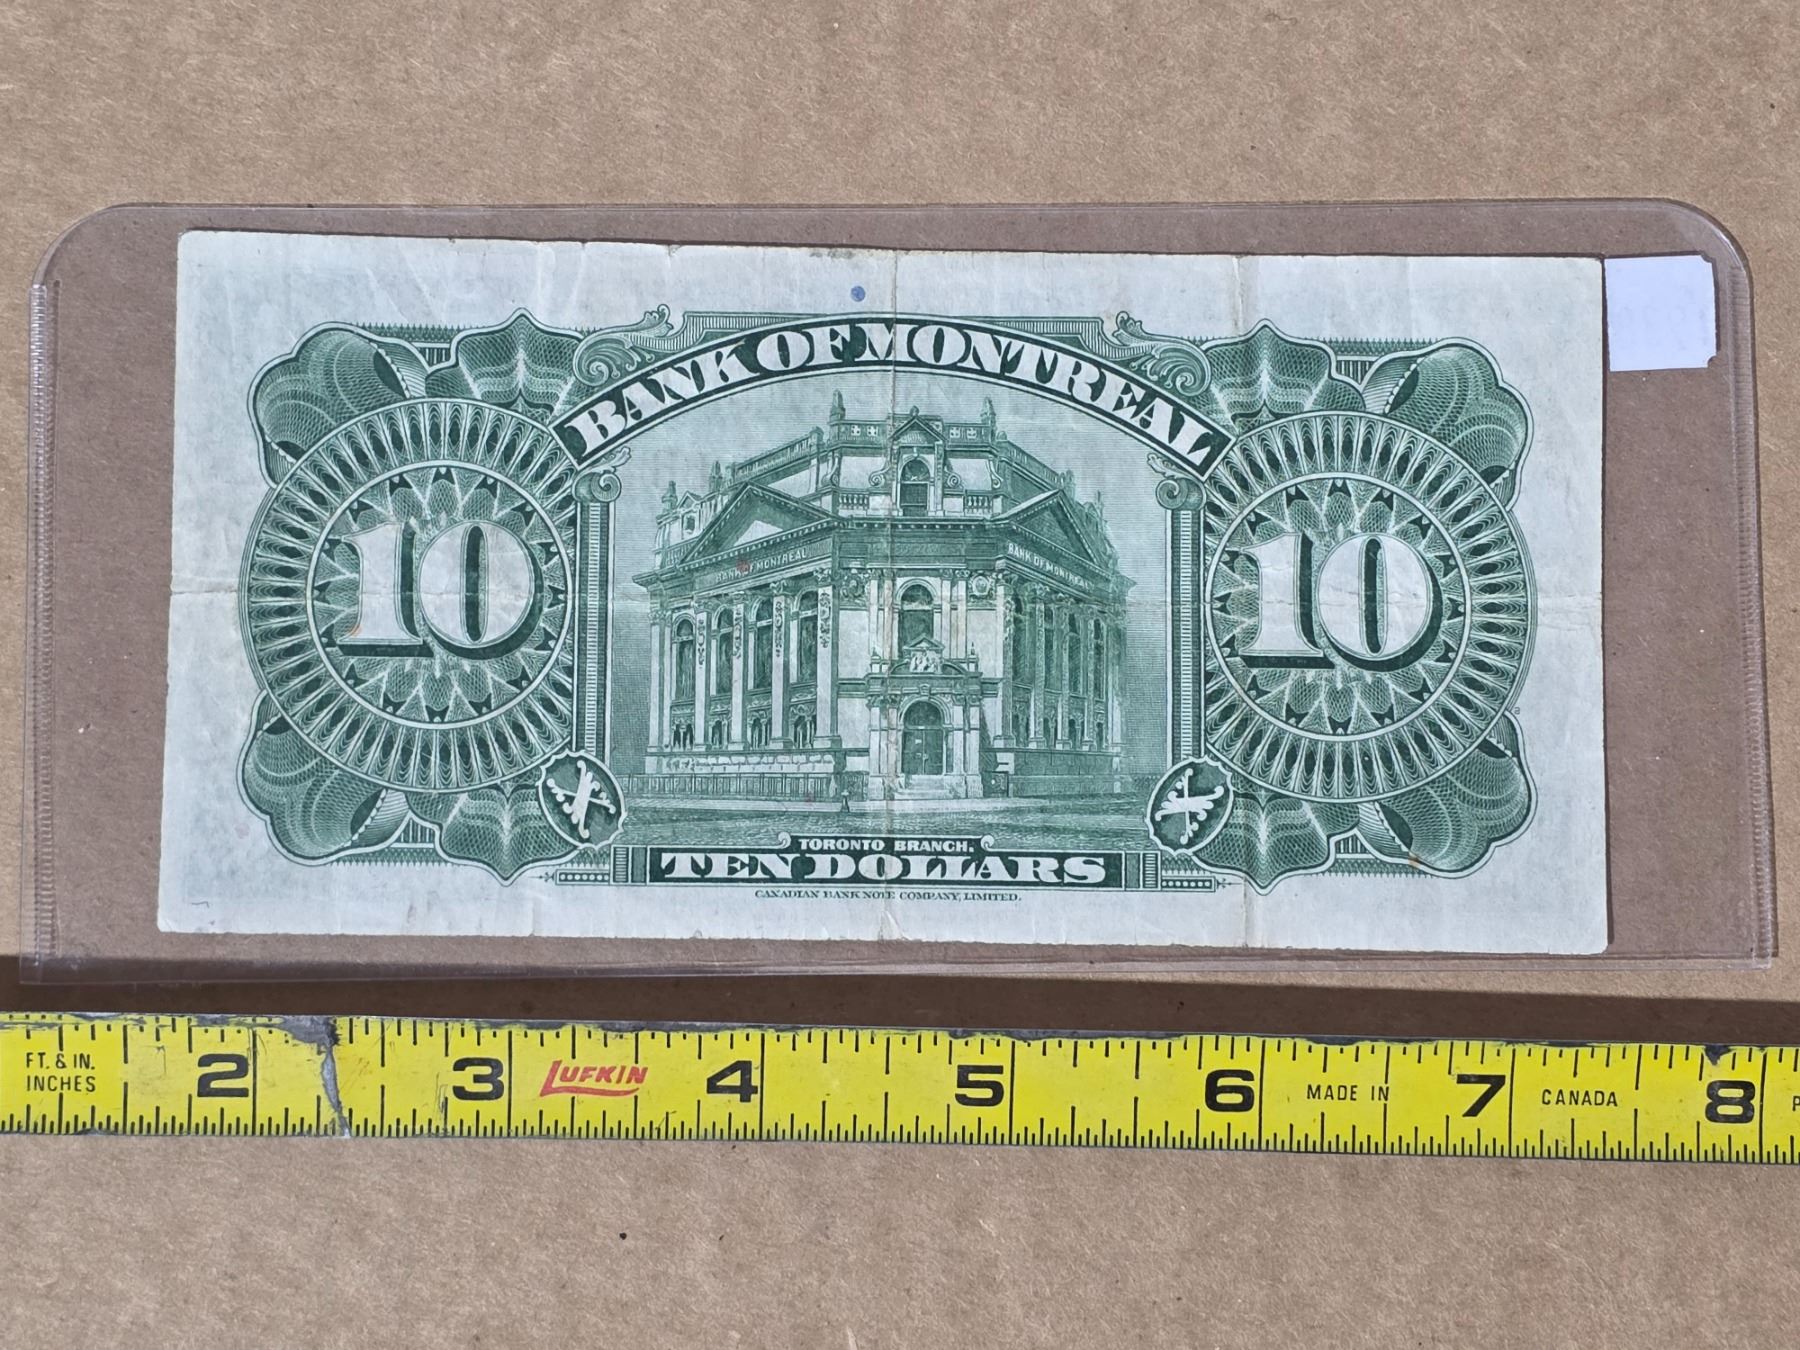 BANK OF MONTREAL
10
10
BANK OF MONTREAL
BANK OF MONTREAL
X
X
TORONTO BRANCH.
TEN DOLLARS
CANADIAN BANK NOTE COMPANY, LIMITED.
FT. & IN.
INCHES
2 3 LUFKIN 4 5 6 MADE IN 7 CANADA 8